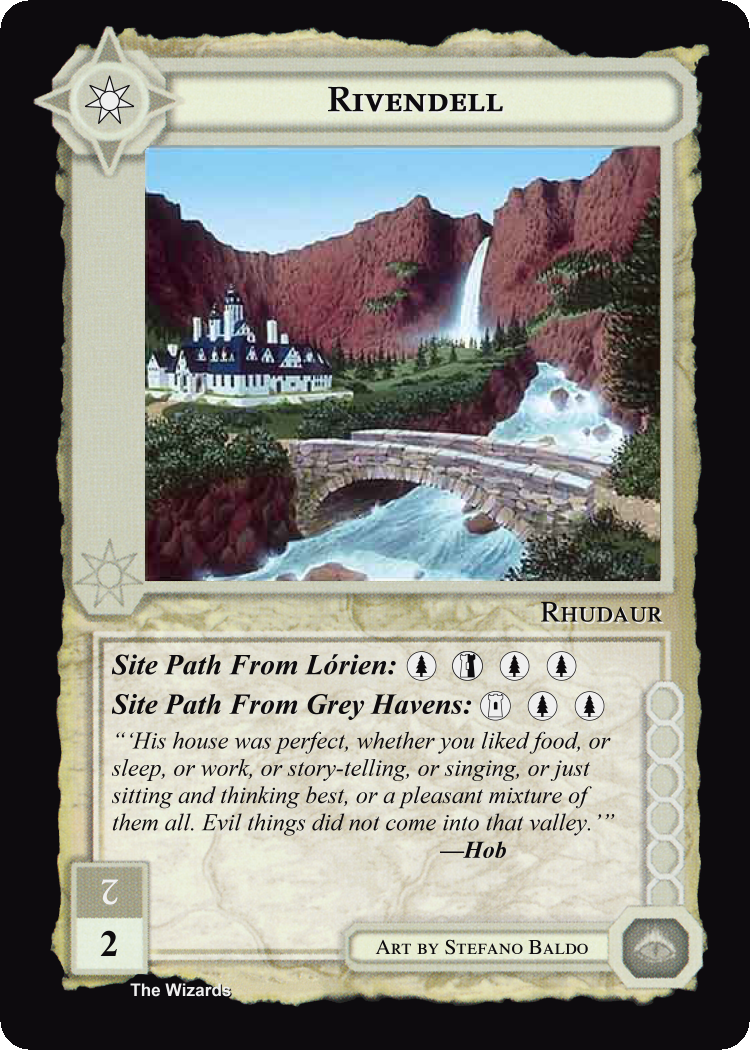 Rivendell
Rhudaur
Site Path From Lórien:
Site Path From Grey Havens:
“‘His house was perfect, whether you liked food, or
sleep, or work, or story-telling, or singing, or just
sitting and thinking best, or a pleasant mixture of
them all. Evil things did not come into that valley.’”
—Hob
2
2
Art by Stefano Baldo
The Wizards